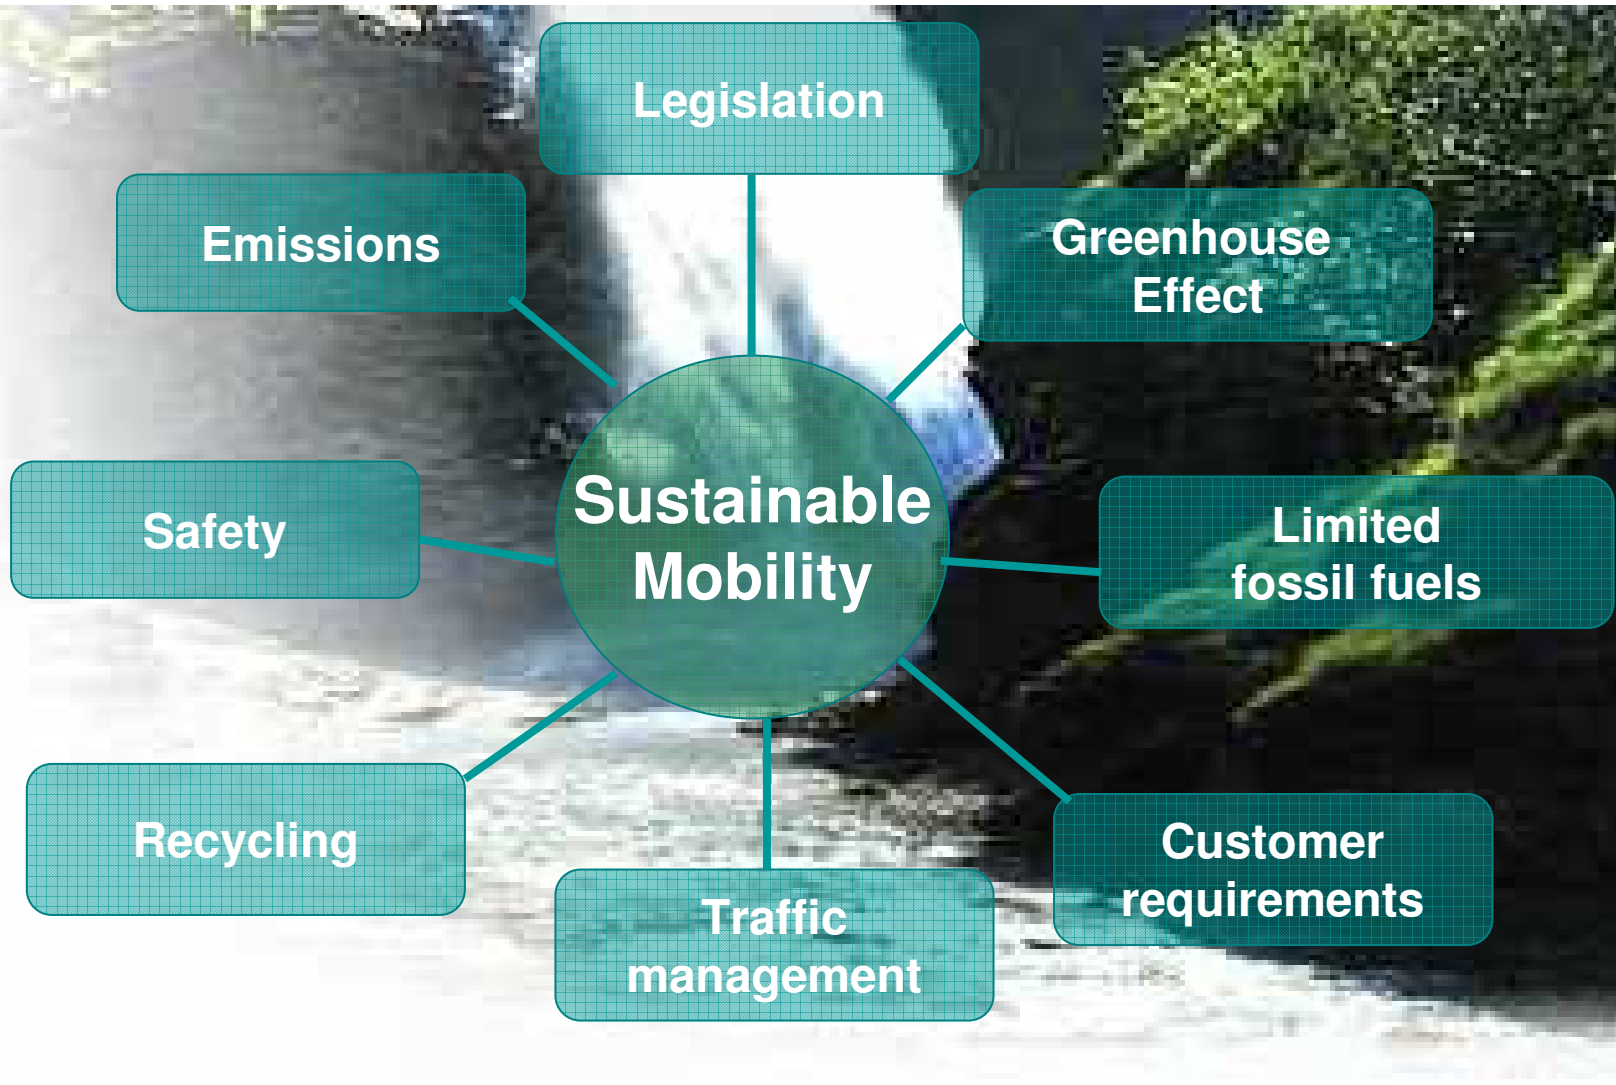 Legislation
Emissions
Greenhouse
Effect
Sustainable
Mobility
Safety
Limited
fossil fuels
Recycling
Customer
requirements
Traffic
management